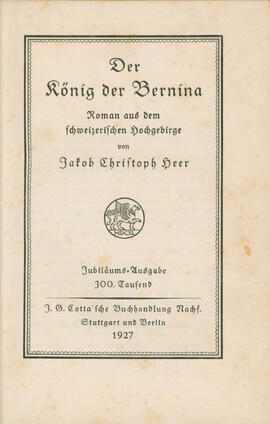 Der
König der Bernina
Roman aus dem
schweizerischen Hochgebirge
von
Jakob Christoph Heer
Jubiläums-Ausgabe
300. Tausend
J. G. Cotta'sche Buchhandlung Nachf.
Stuttgart und Berlin
1927